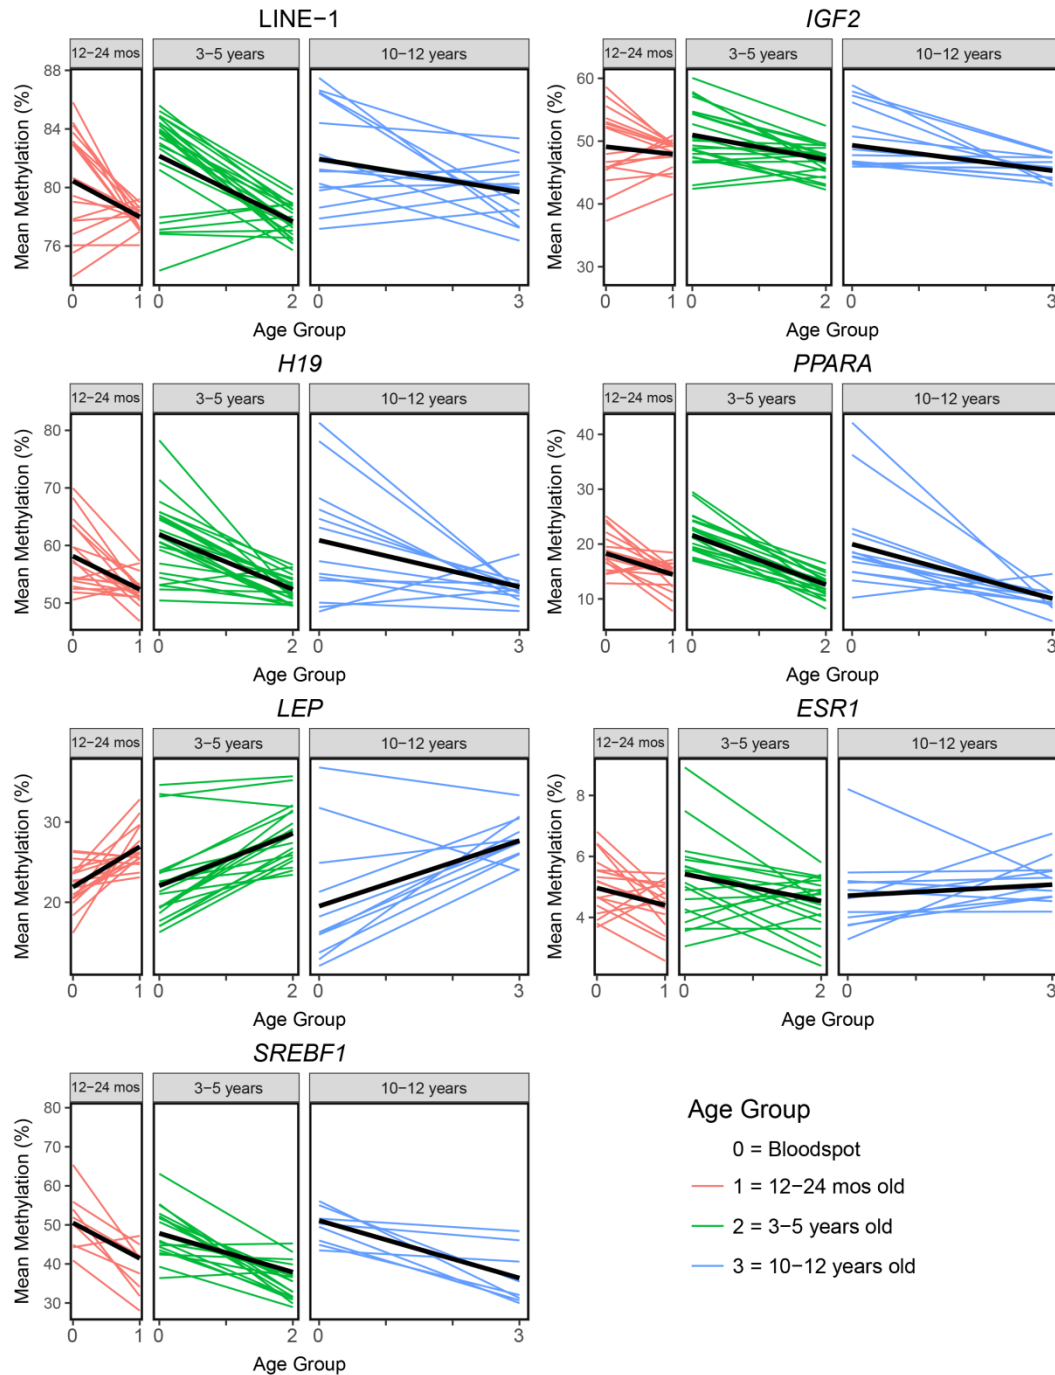 LINE−1
12−24 mos 3−5 years 10−12 years
Mean Methylation (%)
88
84
80
76
0 1 0 2 0 3
Age Group
IGF2
12−24 mos 3−5 years 10−12 years
Mean Methylation (%)
60
50
40
30
0 1 0 2 0 3
Age Group
H19
12−24 mos 3−5 years 10−12 years
Mean Methylation (%)
80
70
60
50
0 1 0 2 0 3
Age Group
PPARA
12−24 mos 3−5 years 10−12 years
Mean Methylation (%)
40
30
20
10
0 1 0 2 0 3
Age Group
LEP
12−24 mos 3−5 years 10−12 years
Mean Methylation (%)
30
20
0 1 0 2 0 3
Age Group
ESR1
12−24 mos 3−5 years 10−12 years
Mean Methylation (%)
8
6
4
0 1 0 2 0 3
Age Group
SREBF1
12−24 mos 3−5 years 10−12 years
Mean Methylation (%)
80
70
60
50
40
30
0 1 0 2 0 3
Age Group
Age Group
0 = Bloodspot
1 = 12−24 mos old
2 = 3−5 years old
3 = 10−12 years old